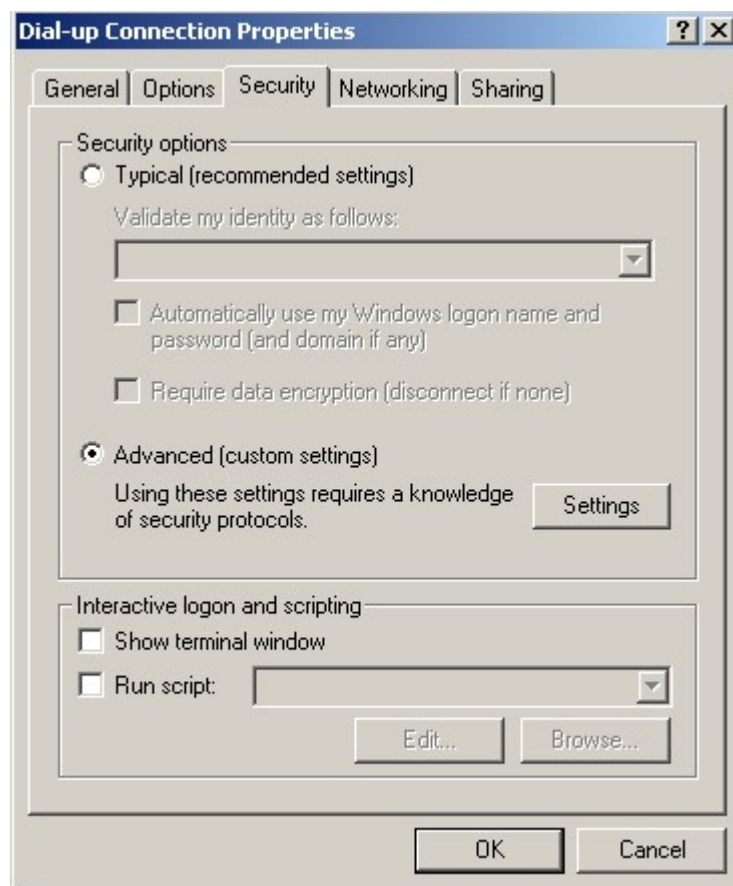 Dial-up Connection Properties
General Options Security Networking Sharing
Security options
Typical (recommended settings)
Validate my identity as follows:
Automatically use my Windows logon name and
password (and domain if any)
Require data encryption (disconnect if none)
Advanced (custom settings)
Using these settings requires a knowledge
of security protocols.
Settings
Interactive logon and scripting
Show terminal window
Run script:
Edit... Browse...
OK Cancel